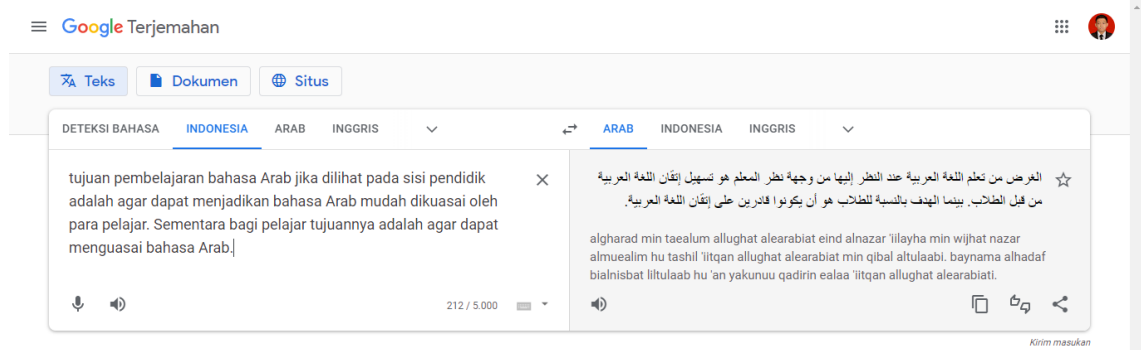 Google Terjemahan
Teks
Dokumen
Situs
DETEKSI BAHASA INDONESIA ARAB INGGRIS
ARAB INDONESIA INGGRIS
tujuan pembelajaran bahasa Arab jika dilihat pada sisi pendidik
adalah agar dapat menjadikan bahasa Arab mudah dikuasai oleh
para pelajar. Sementara bagi pelajar tujuannya adalah agar dapat
menguasai bahasa Arab.
212 / 5.000
الغرض من تعلم اللغة العربية عند النظر إليها من وجهة نظر المعلم هو تسهيل إتقان اللغة العربية
من قبل الطلاب. بينما الهدف بالنسبة للطلاب هو أن يكونوا قادرين على إتقان اللغة العربية.
algharad min taealum allughat alearabiat eind alnazar 'iilayha min wijhat nazar
almuealim hu tashil 'iitqan allughat alearabiat min qibal altulaabi. baynama alhadaf
bialnisbat liltulaab hu 'an yakunuu qadirin ealaa 'iitqan allughat alearabiati.
Kirim masukan